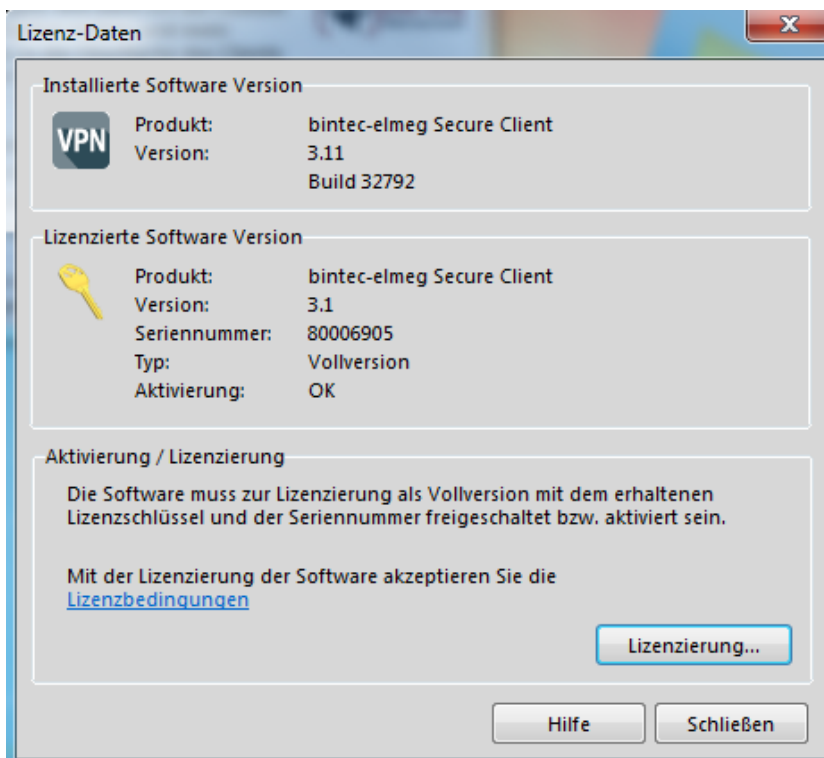 Lizenz-Daten
X
Installierte Software Version
VPN
Produkt: bintec-elmeg Secure Client
Version: 3.11
Build 32792
Lizenzierte Software Version
Produkt: bintec-elmeg Secure Client
Version: 3.1
Seriennummer: 80006905
Typ: Vollversion
Aktivierung: OK
Aktivierung / Lizenzierung
Die Software muss zur Lizenzierung als Vollversion mit dem erhaltenen
Lizenzschlüssel und der Seriennummer freigeschaltet bzw. aktiviert sein.
Mit der Lizenzierung der Software akzeptieren Sie die
Lizenzbedingungen
Lizenzierung...
Hilfe
Schließen